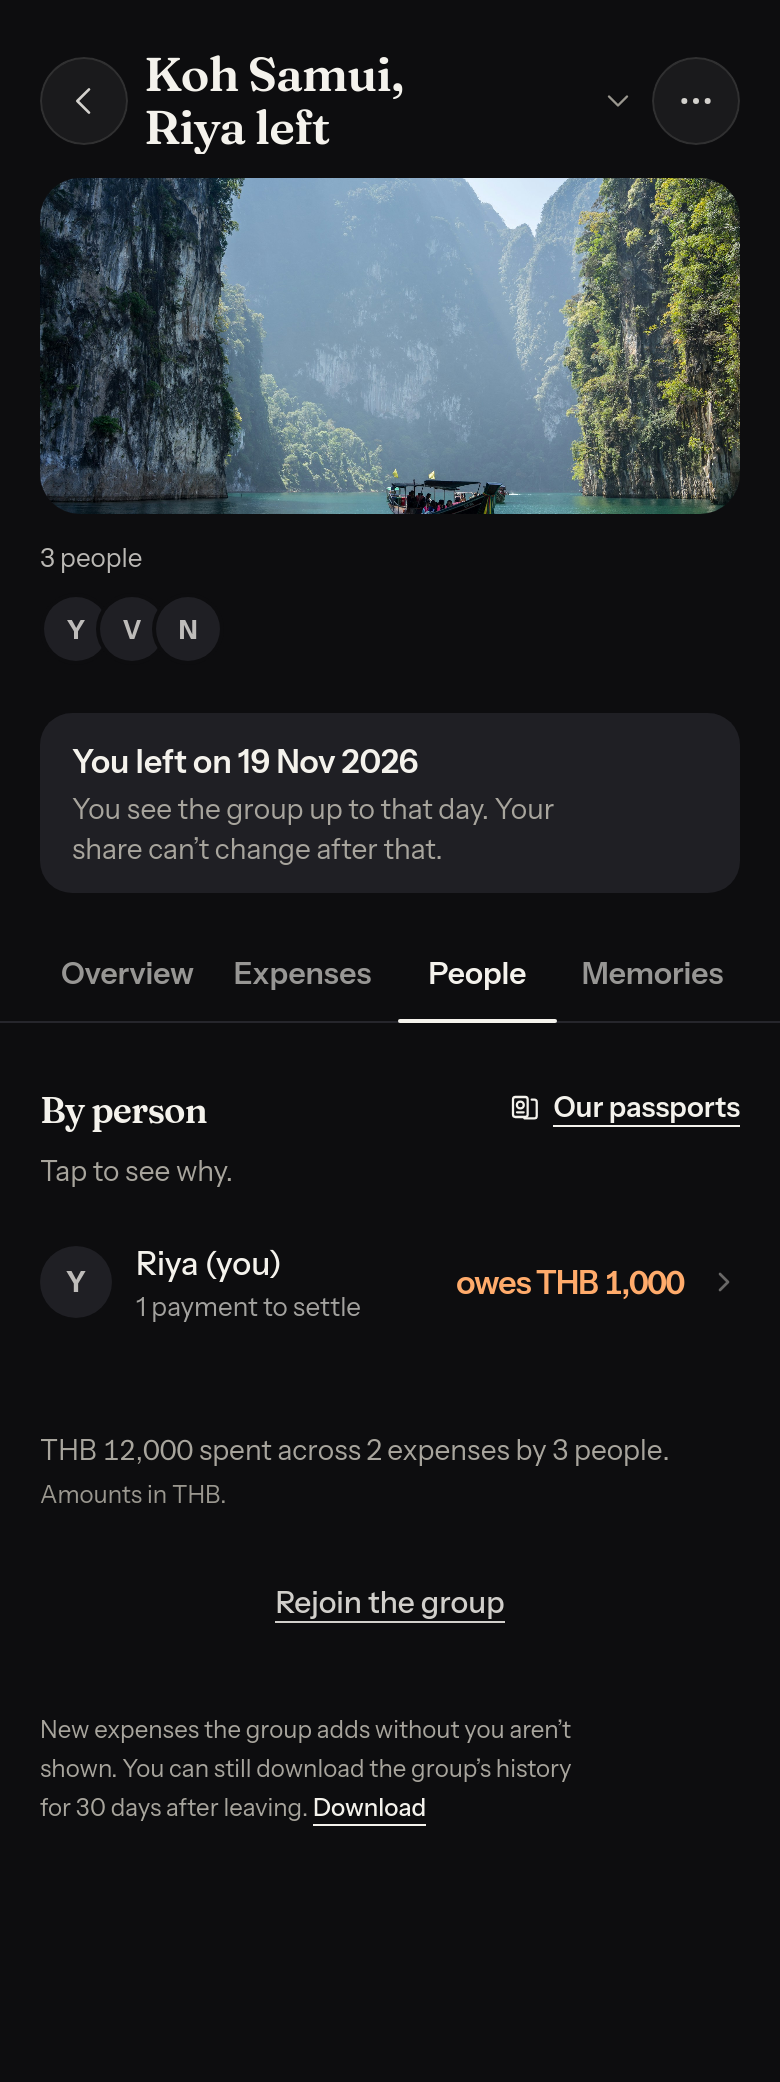 Koh Samui,
Riya left
3 people
Y V N
You left on 19 Nov 2026
You see the group up to that day. Your
share can’t change after that.
Overview Expenses People Memories
By person Our passports
Tap to see why.
Y Riya (you) owes THB 1,000
1 payment to settle
THB 12,000 spent across 2 expenses by 3 people.
Amounts in THB.
Rejoin the group
New expenses the group adds without you aren’t
shown. You can still download the group’s history
for 30 days after leaving. Download